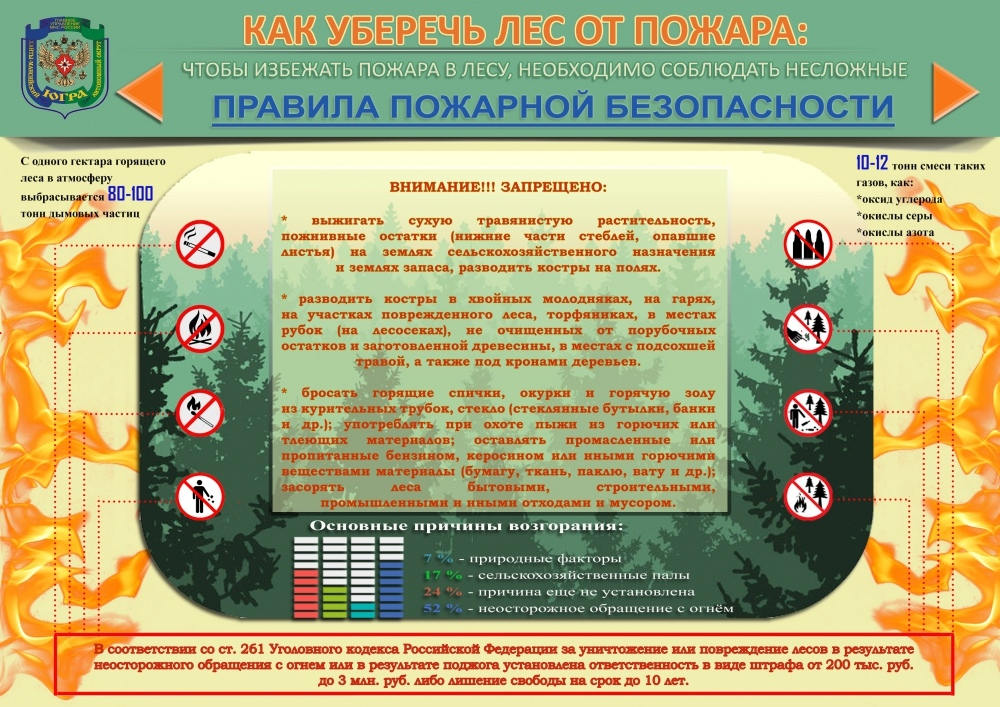 ГЛАВНОЕ
УПРАВЛЕНИЕ
МЧС РОССИИ
ХАНТЫ-МАНСИЙСКИЙ
АВТОНОМНЫЙ ОКРУГ
ЮГРА
КАК УБЕРЕЧЬ ЛЕС ОТ ПОЖАРА:
ЧТОБЫ ИЗБЕЖАТЬ ПОЖАРА В ЛЕСУ, НЕОБХОДИМО СОБЛЮДАТЬ НЕСЛОЖНЫЕ
ПРАВИЛА ПОЖАРНОЙ БЕЗОПАСНОСТИ
С одного гектара горящего
леса в атмосферу
выбрасывается 80-100
тонн дымовых частиц
10-12 тонн смеси таких
газов, как:
*оксид углерода
*окислы серы
*окислы азота
ВНИМАНИЕ!!! ЗАПРЕЩЕНО:
* выжигать сухую травянистую растительность,
пожнивные остатки (нижние части стеблей, опавшие
листья) на землях сельскохозяйственного назначения
и землях запаса, разводить костры на полях.
* разводить костры в хвойных молодняках, на гарях,
на участках поврежденного леса, торфяниках, в местах
рубок (на лесосеках), не очищенных от порубочных
остатков и заготовленной древесины, в местах с подсохшей
травой, а также под кронами деревьев.
* бросать горящие спички, окурки и горячую золу
из курительных трубок, стекло (стеклянные бутылки, банки
и др.); употреблять при охоте пыжи из горючих или
тлеющих материалов; оставлять промасленные или
пропитанные бензином, керосином или иными горючими
веществами материалы (бумагу, ткань, паклю, вату и др.);
засорять леса бытовыми, строительными,
промышленными и иными отходами и мусором.
Основные причины возгорания:
7 % - природные факторы
17 % - сельскохозяйственные палы
24 % - причина еще не установлена
52 % - неосторожное обращение с огнём
В соответствии со ст. 261 Уголовного кодекса Российской Федерации за уничтожение или повреждение лесов в результате
неосторожного обращения с огнем или в результате поджога установлена ответственность в виде штрафа от 200 тыс. руб.
до 3 млн. руб. либо лишение свободы на срок до 10 лет.